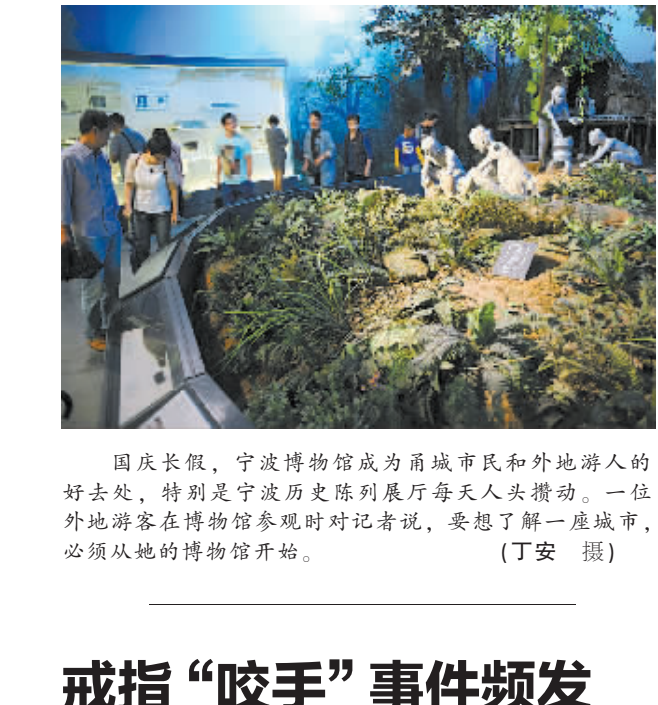 国庆长假，宁波博物馆成为甬城市民和外地游人的
好去处，特别是宁波历史陈列展厅每天人头攒动。一位
外地游客在博物馆参观时对记者说，要想了解一座城市，
必须从她的博物馆开始。 (丁安 摄)
戒指“咬手”事件频发